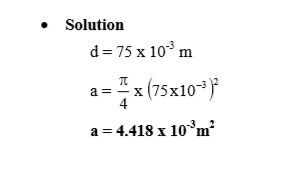 • Solution
d = 75 x 10⁻³ m
a = π/4 x (75x10⁻³)²
a = 4.418 x 10⁻³m²